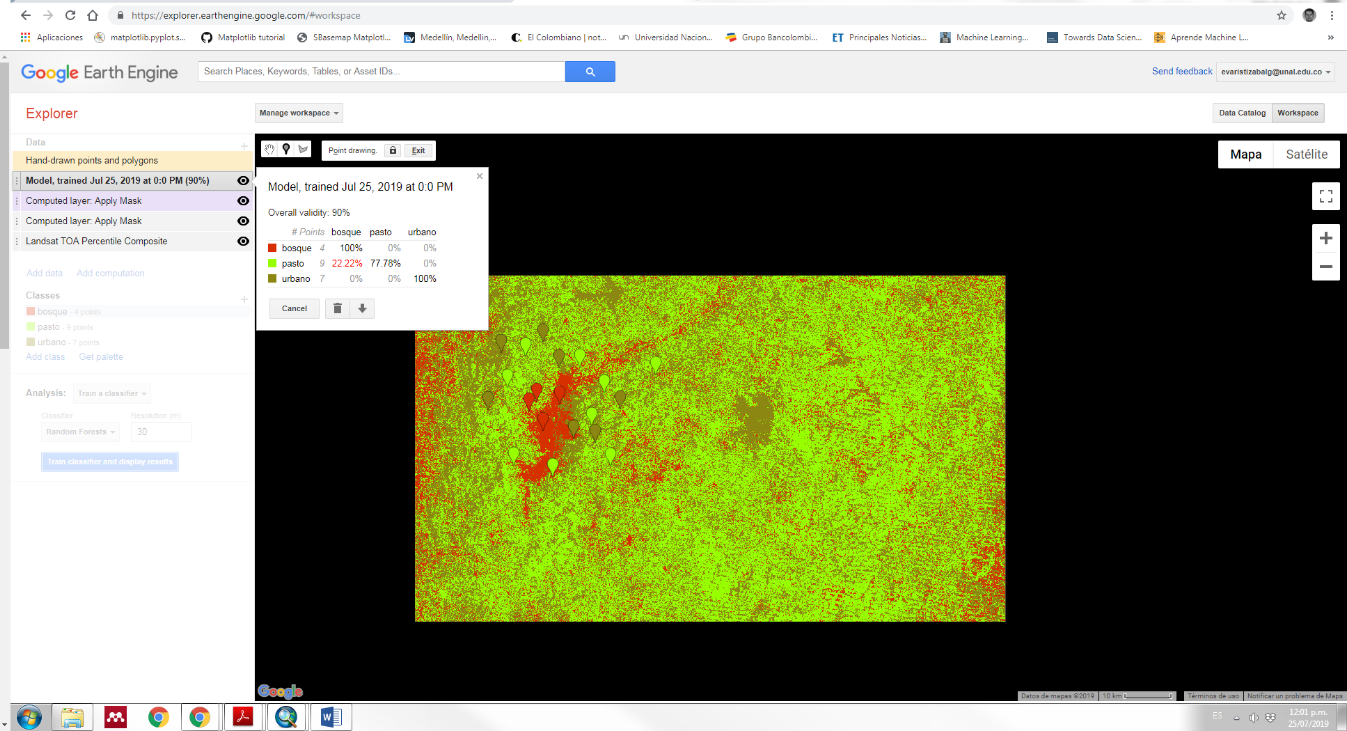 https://explorer.earthengine.google.com/#workspace
Aplicaciones matplotlib.pyplot.s... Matplotlib tutorial SBasemap Matplotl... Medellín, Medellin,... El Colombiano | not... Universidad Nacion... Grupo Bancolombi... Principales Noticias... Machine Learning... Towards Data Scien... Aprende Machine L... »
Google Earth Engine
Search Places, Keywords, Tables, or Asset IDs...
Send feedback evaristizabalg@unal.edu.co
Explorer
Manage workspace
Data Catalog Workspace
Data
Hand-drawn points and polygons
Model, trained Jul 25, 2019 at 0:0 PM (90%)
Computed layer: Apply Mask
Computed layer: Apply Mask
Landsat TOA Percentile Composite
Add data Add computation
Classes
bosque - 4 points
pasto - 9 points
urbano - 7 points
Add class Get palette
Analysis: Train a classifier
Classifier Resolution (m)
Random Forests 30
Train classifier and display results
Point drawing. Exit
Mapa Satélite
Model, trained Jul 25, 2019 at 0:0 PM
Overall validity: 90%
# Points bosque pasto urbano
bosque 4 100% 0% 0%
pasto 9 22.22% 77.78% 0%
urbano 7 0% 0% 100%
Cancel
Google
Datos de mapas ©2019 10 km Términos de uso Notificar un problema de Maps
ES 12:01 p.m.
25/07/2019